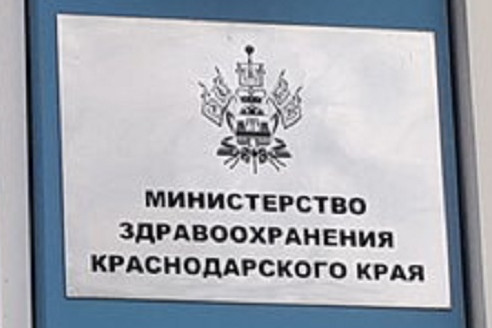 МИНИСТЕРСТВО
ЗДРАВООХРАНЕНИЯ
КРАСНОДАРСКОГО КРАЯ